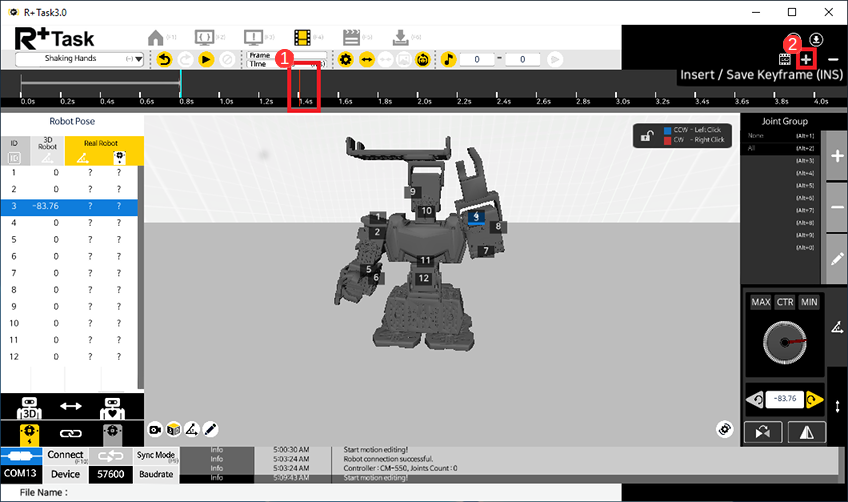 R+Task3.0
R+Task
Shaking Hands
(-)
Frame
Time
1
0
-
0
2
Insert / Save Keyframe (INS)
0.0s 0.2s 0.4s 0.6s 0.8s 1.0s 1.2s 1.4s 1.6s 1.8s 2.0s 2.2s 2.4s 2.6s 2.8s 3.0s 3.2s 3.4s 3.6s 3.8s 4.0s
Robot Pose
ID 3D Robot Real Robot
ID
1 0 ? ?
2 0 ? ?
3 -83.76 ? ?
4 0 ? ?
5 0 ? ?
6 0 ? ?
7 0 ? ?
8 0 ? ?
9 0 ? ?
10 0 ? ?
11 0 ? ?
12 0 ? ?
3D
CCW - Left Click
CW - Right Click
9
10
1
2
8
7
11
12
5
6
Joint Group
None (Alt+1)
All (Alt+2)
(Alt+3)
(Alt+4)
(Alt+5)
(Alt+6)
(Alt+7)
(Alt+8)
(Alt+9)
(Alt+0)
MAX CTR MIN
-83.76
Connect
Sync Mode
COM13 Device 57600 Baudrate
Info 5:00:30 AM Start motion editing!
Info 5:03:24 AM Robot connection successful.
Info 5:03:24 AM Controller : CM-550, Joints Count : 0
Info 5:09:43 AM Start motion editing!
File Name :